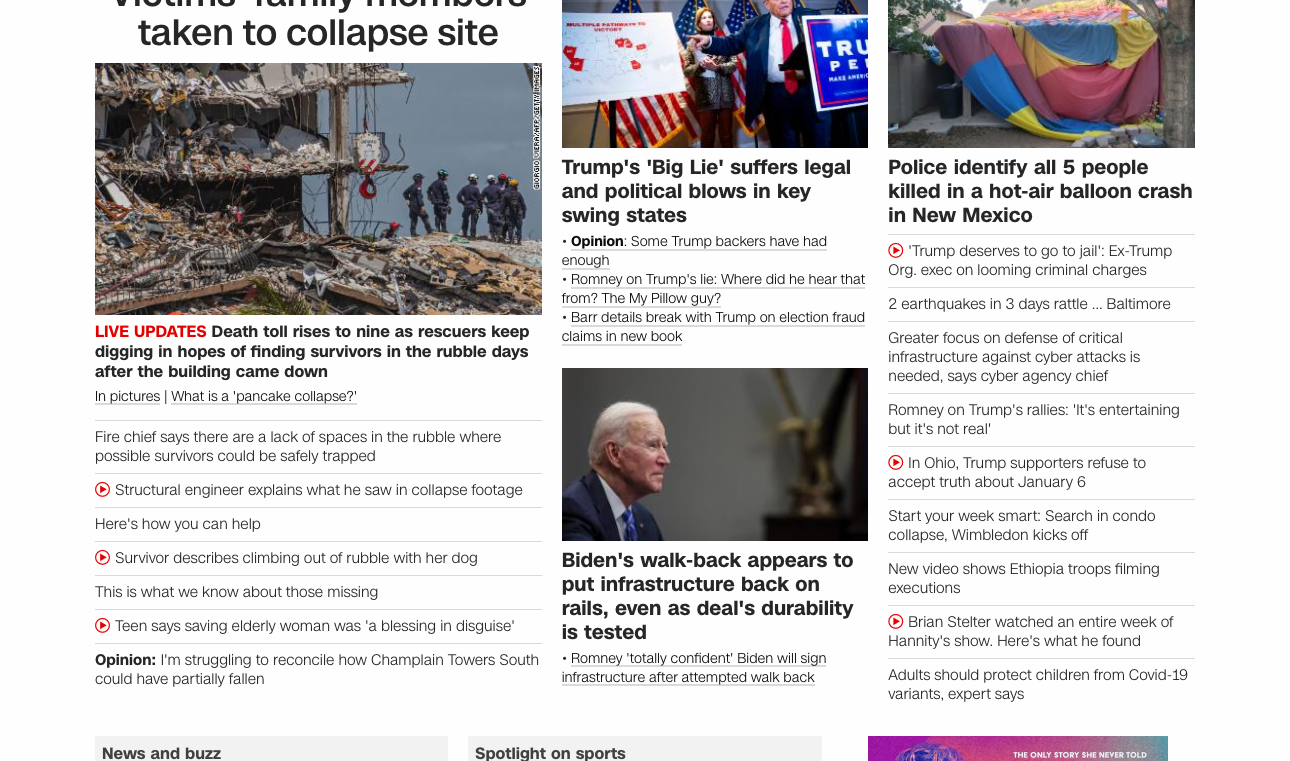 Victims' family members
taken to collapse site
GIORGIO VIERA/AFP/GETTY IMAGES
LIVE UPDATES Death toll rises to nine as rescuers keep
digging in hopes of finding survivors in the rubble days
after the building came down
In pictures | What is a 'pancake collapse?'
Fire chief says there are a lack of spaces in the rubble where
possible survivors could be safely trapped
Structural engineer explains what he saw in collapse footage
Here's how you can help
Survivor describes climbing out of rubble with her dog
This is what we know about those missing
Teen says saving elderly woman was 'a blessing in disguise'
Opinion: I'm struggling to reconcile how Champlain Towers South
could have partially fallen
MULTIPLE PATHWAYS TO
VICTORY
TRU
PE
MAKE AMERIC
Trump's 'Big Lie' suffers legal
and political blows in key
swing states
• Opinion: Some Trump backers have had
enough
• Romney on Trump's lie: Where did he hear that
from? The My Pillow guy?
• Barr details break with Trump on election fraud
claims in new book
Biden's walk-back appears to
put infrastructure back on
rails, even as deal's durability
is tested
• Romney 'totally confident' Biden will sign
infrastructure after attempted walk back
Police identify all 5 people
killed in a hot-air balloon crash
in New Mexico
'Trump deserves to go to jail': Ex-Trump
Org. exec on looming criminal charges
2 earthquakes in 3 days rattle ... Baltimore
Greater focus on defense of critical
infrastructure against cyber attacks is
needed, says cyber agency chief
Romney on Trump's rallies: 'It's entertaining
but it's not real'
In Ohio, Trump supporters refuse to
accept truth about January 6
Start your week smart: Search in condo
collapse, Wimbledon kicks off
New video shows Ethiopia troops filming
executions
Brian Stelter watched an entire week of
Hannity's show. Here's what he found
Adults should protect children from Covid-19
variants, expert says
News and buzz
Spotlight on sports
THE ONLY STORY SHE NEVER TOLD